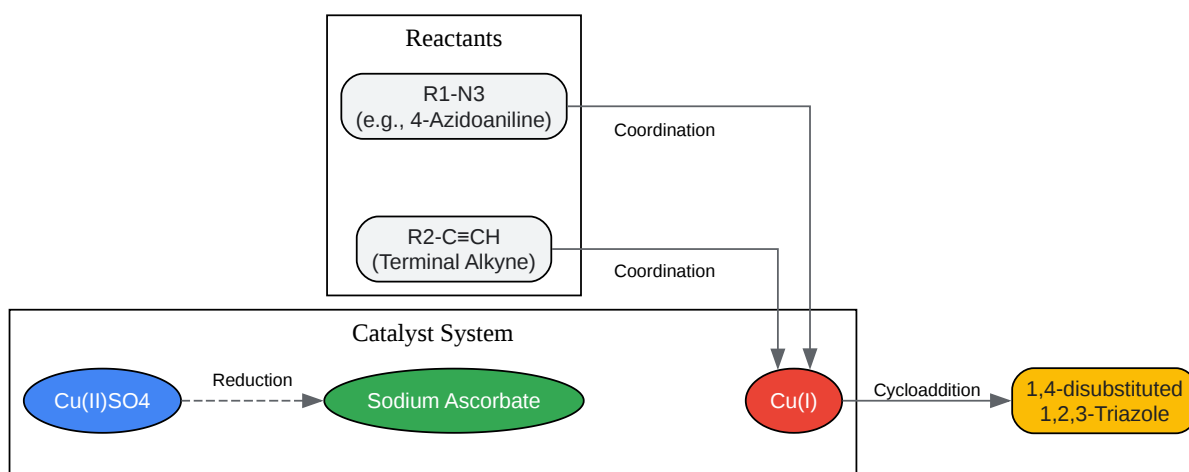 Reactants
R1-N3
(e.g., 4-Azidoaniline)
Coordination
R2-C≡CH
(Terminal Alkyne)
Coordination
Catalyst System
Cu(II)SO4
Reduction
Sodium Ascorbate
Cu(I)
Cycloaddition
1,4-disubstituted
1,2,3-Triazole